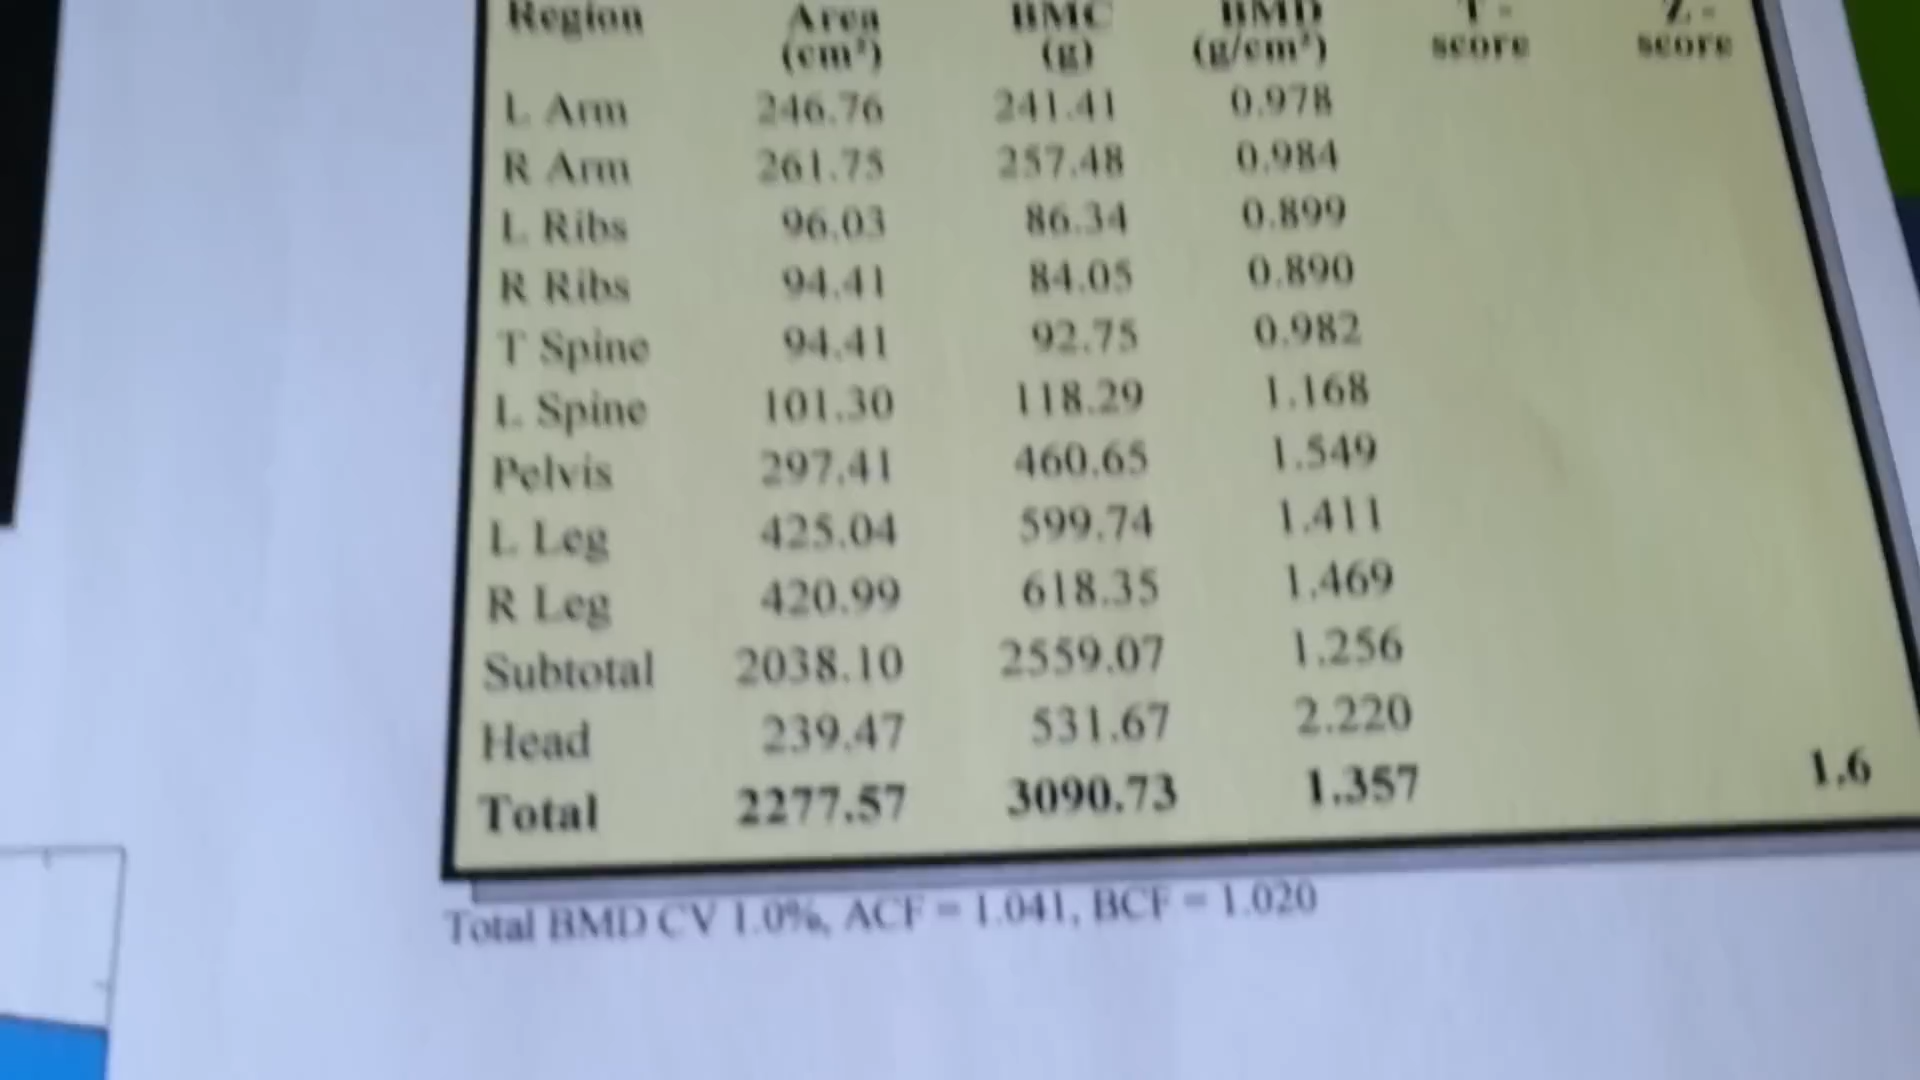 Region Area (cm²) BMC (g) BMD (g/cm²) T - score Z - score
L Arm 246.76 241.41 0.978
R Arm 261.75 257.48 0.984
L Ribs 96.03 86.34 0.899
R Ribs 94.41 84.05 0.890
T Spine 94.41 92.75 0.982
L Spine 101.30 118.29 1.168
Pelvis 297.41 460.65 1.549
L Leg 425.04 599.74 1.411
R Leg 420.99 618.35 1.469
Subtotal 2038.10 2559.07 1.256
Head 239.47 531.67 2.220
Total 2277.57 3090.73 1.357 1.6
Total BMD CV 1.0%, ACF = 1.041, BCF = 1.020